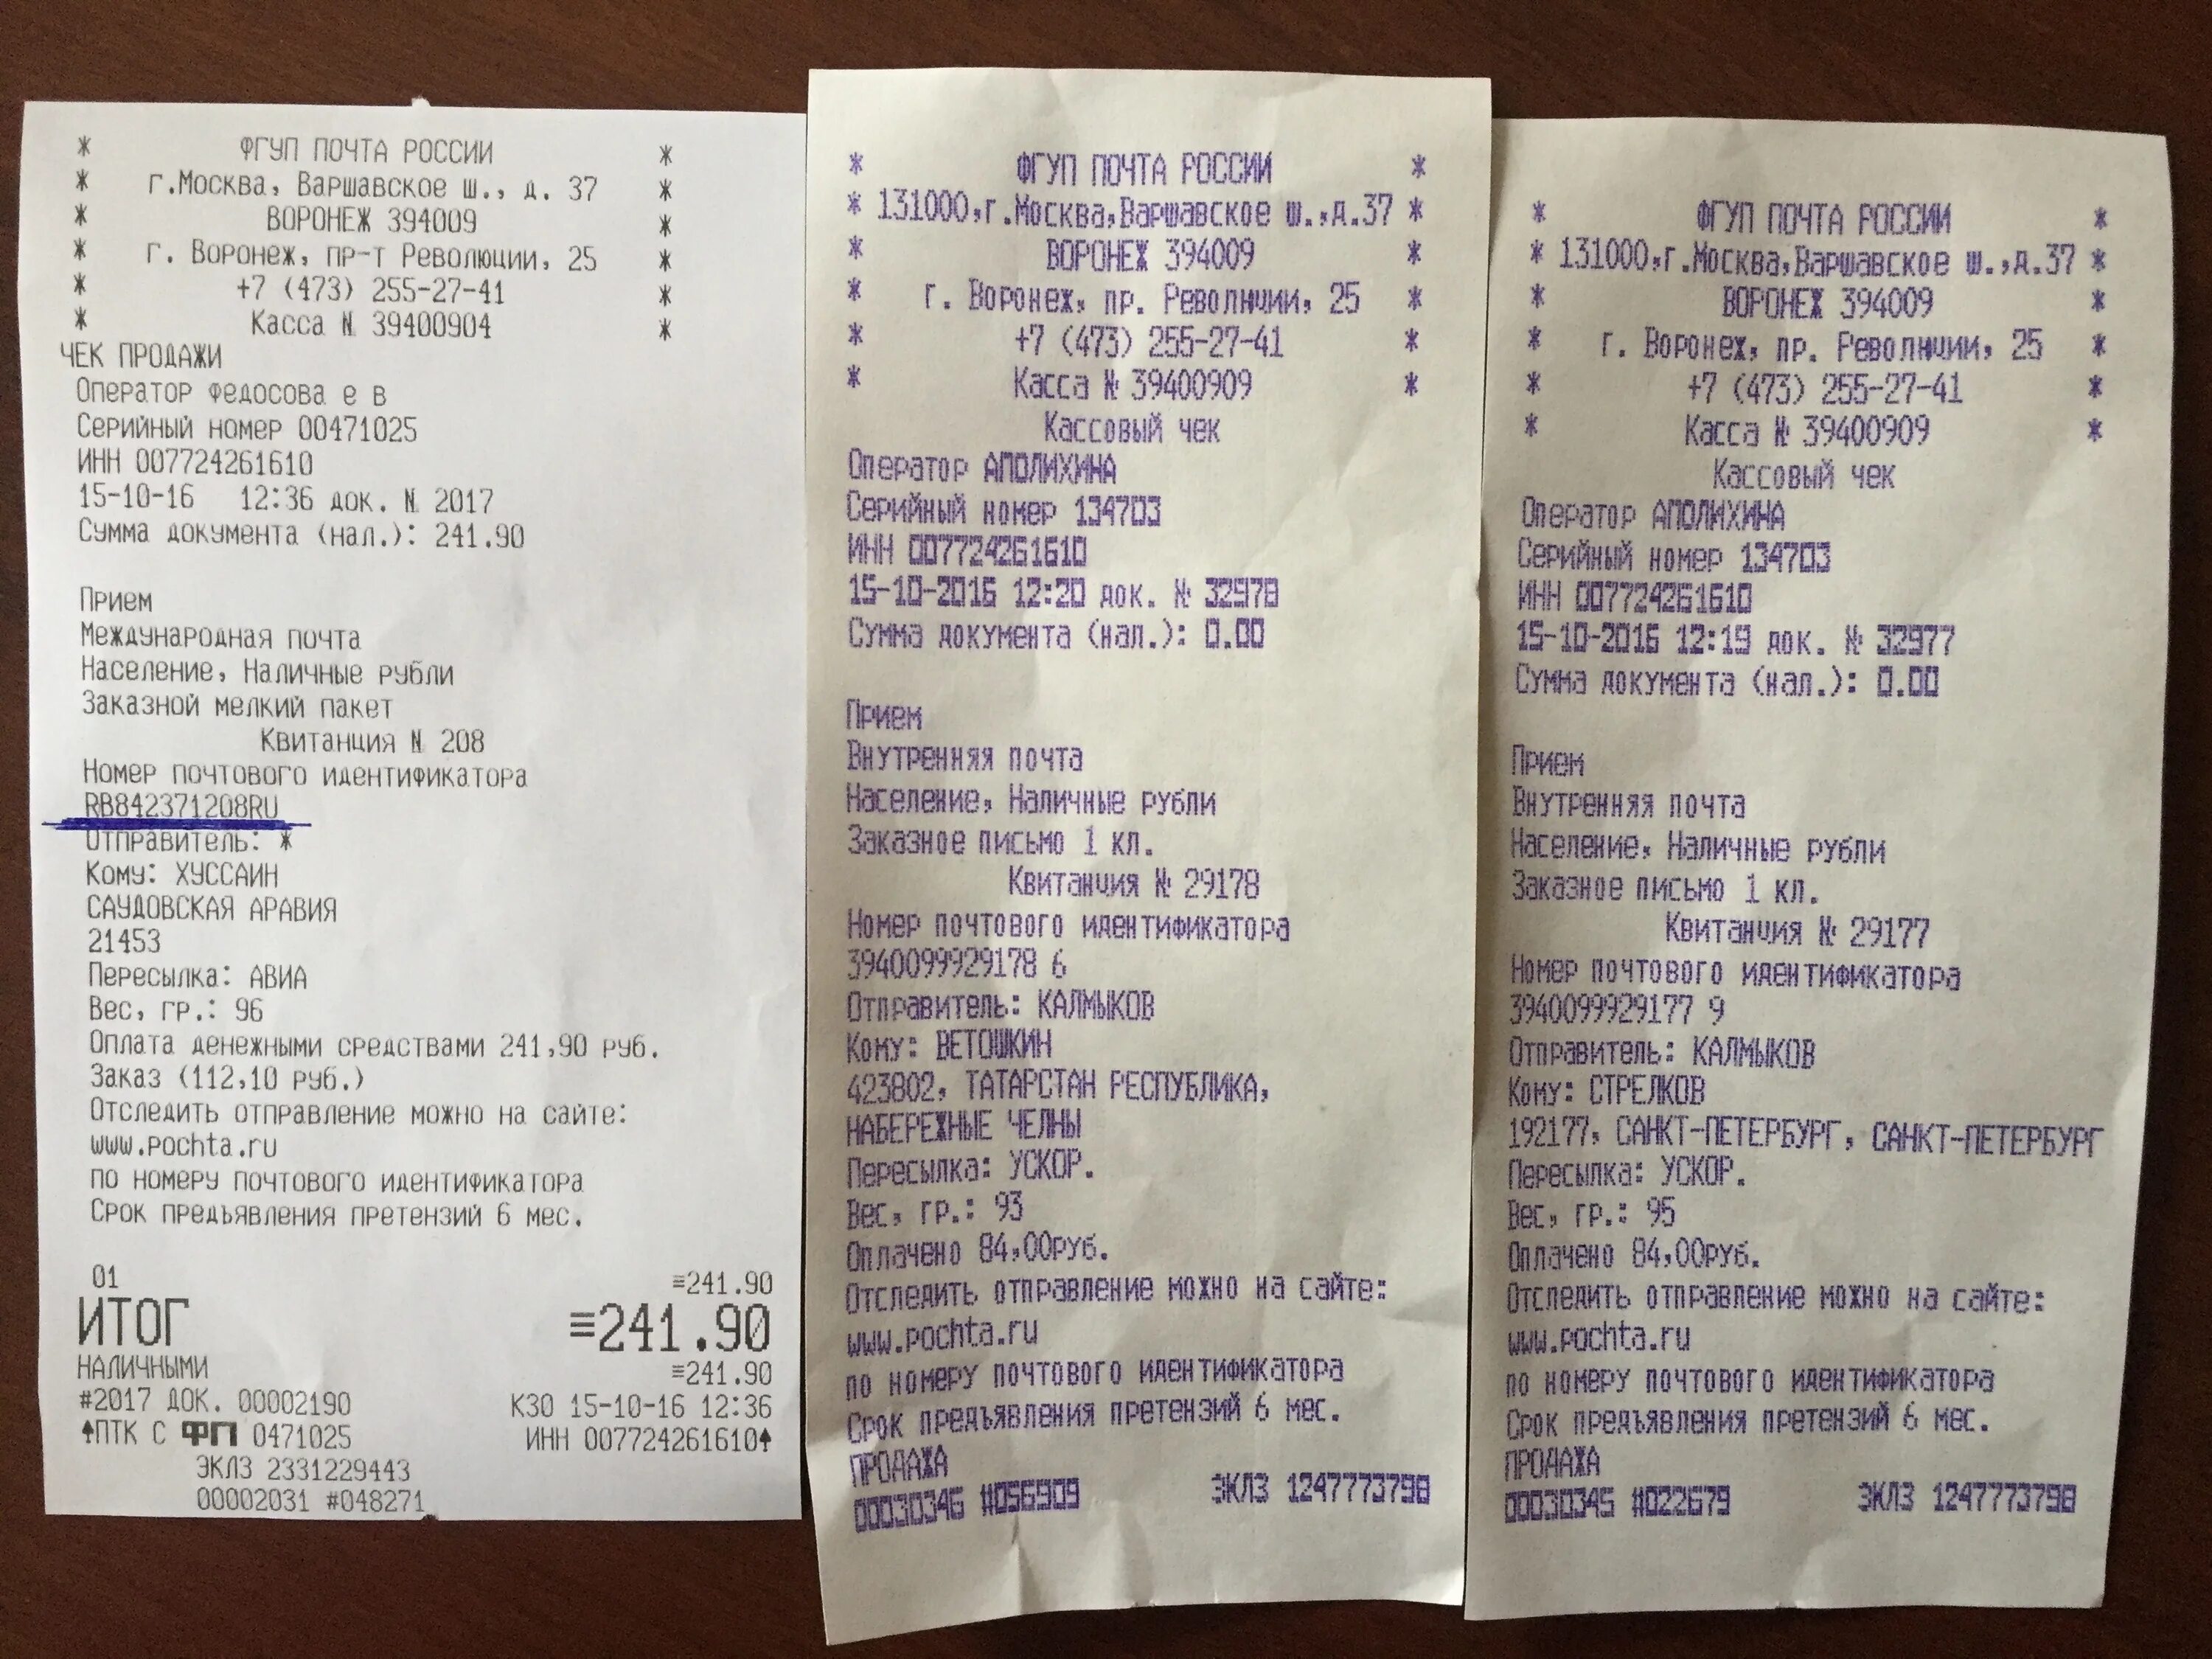 * ФГУП ПОЧТА РОССИИ *
* г.Москва, Варшавское ш., д. 37 *
* ВОРОНЕЖ 394009 *
* г. Воронеж, пр-т Революции, 25 *
* +7 (473) 255-27-41 *
* Касса N 39400904 *
ЧЕК ПРОДАЖИ
Оператор Федосова е в
Серийный номер 00471025
ИНН 007724261610
15-10-16 12:36 док. N 2017
Сумма документа (нал.): 241.90
Прием
Международная почта
Население, Наличные рубли
Заказной мелкий пакет
Квитанция N 208
Номер почтового идентификатора
RB842371208RU
Отправитель: *
Кому: ХУССАИН
САУДОВСКАЯ АРАВИЯ
21453
Пересылка: АВИА
Вес, гр.: 96
Оплата денежными средствами 241,90 руб.
Заказ (112,10 руб.)
Отследить отправление можно на сайте:
www.pochta.ru
по номеру почтового идентификатора
Срок предъявления претензий 6 мес.
01 ≡241.90
ИТОГ ≡241.90
НАЛИЧНЫМИ ≡241.90
#2017 ДОК. 00002190 К30 15-10-16 12:36
ПТК С ФП 0471025 ИНН 007724261610
ЭКЛЗ 2331229443
00002031 #048271
* ФГУП ПОЧТА РОССИИ *
* 131000,г.Москва,Варшавское ш.,д.37 *
* ВОРОНЕЖ 394009 *
* г. Воронеж, пр. Революции, 25 *
* +7 (473) 255-27-41 *
* Касса № 39400909 *
Кассовый чек
Оператор АПОЛИХИНА
Серийный номер 134703
ИНН 007724261610
15-10-2016 12:20 док. № 32978
Сумма документа (нал.): 0.00
Прием
Внутренняя почта
Население, Наличные рубли
Заказное письмо 1 кл.
Квитанция № 29178
Номер почтового идентификатора
3940099929178 6
Отправитель: КАЛМЫКОВ
Кому: ВЕТОШКИН
423802, ТАТАРСТАН РЕСПУБЛИКА,
НАБЕРЕЖНЫЕ ЧЕЛНЫ
Пересылка: УСКОР.
Вес, гр.: 93
Оплачено 84,00руб.
Отследить отправление можно на сайте:
www.pochta.ru
по номеру почтового идентификатора
Срок предъявления претензий 6 мес.
ПРОДАЖА
00030346 #056909 ЭКЛЗ 1247773798
* ФГУП ПОЧТА РОССИИ *
* 131000,г.Москва,Варшавское ш.,д.37 *
* ВОРОНЕЖ 394009 *
* г. Воронеж, пр. Революции, 25 *
* +7 (473) 255-27-41 *
* Касса № 39400909 *
Кассовый чек
Оператор АПОЛИХИНА
Серийный номер 134703
ИНН 007724261610
15-10-2016 12:19 док. № 32977
Сумма документа (нал.): 0.00
Прием
Внутренняя почта
Население, Наличные рубли
Заказное письмо 1 кл.
Квитанция № 29177
Номер почтового идентификатора
3940099929177 9
Отправитель: КАЛМЫКОВ
Кому: СТРЕЛКОВ
192177, САНКТ-ПЕТЕРБУРГ, САНКТ-ПЕТЕРБУРГ
Пересылка: УСКОР.
Вес, гр.: 95
Оплачено 84,00руб.
Отследить отправление можно на сайте:
www.pochta.ru
по номеру почтового идентификатора
Срок предъявления претензий 6 мес.
ПРОДАЖА
00030345 #022679 ЭКЛЗ 1247773798